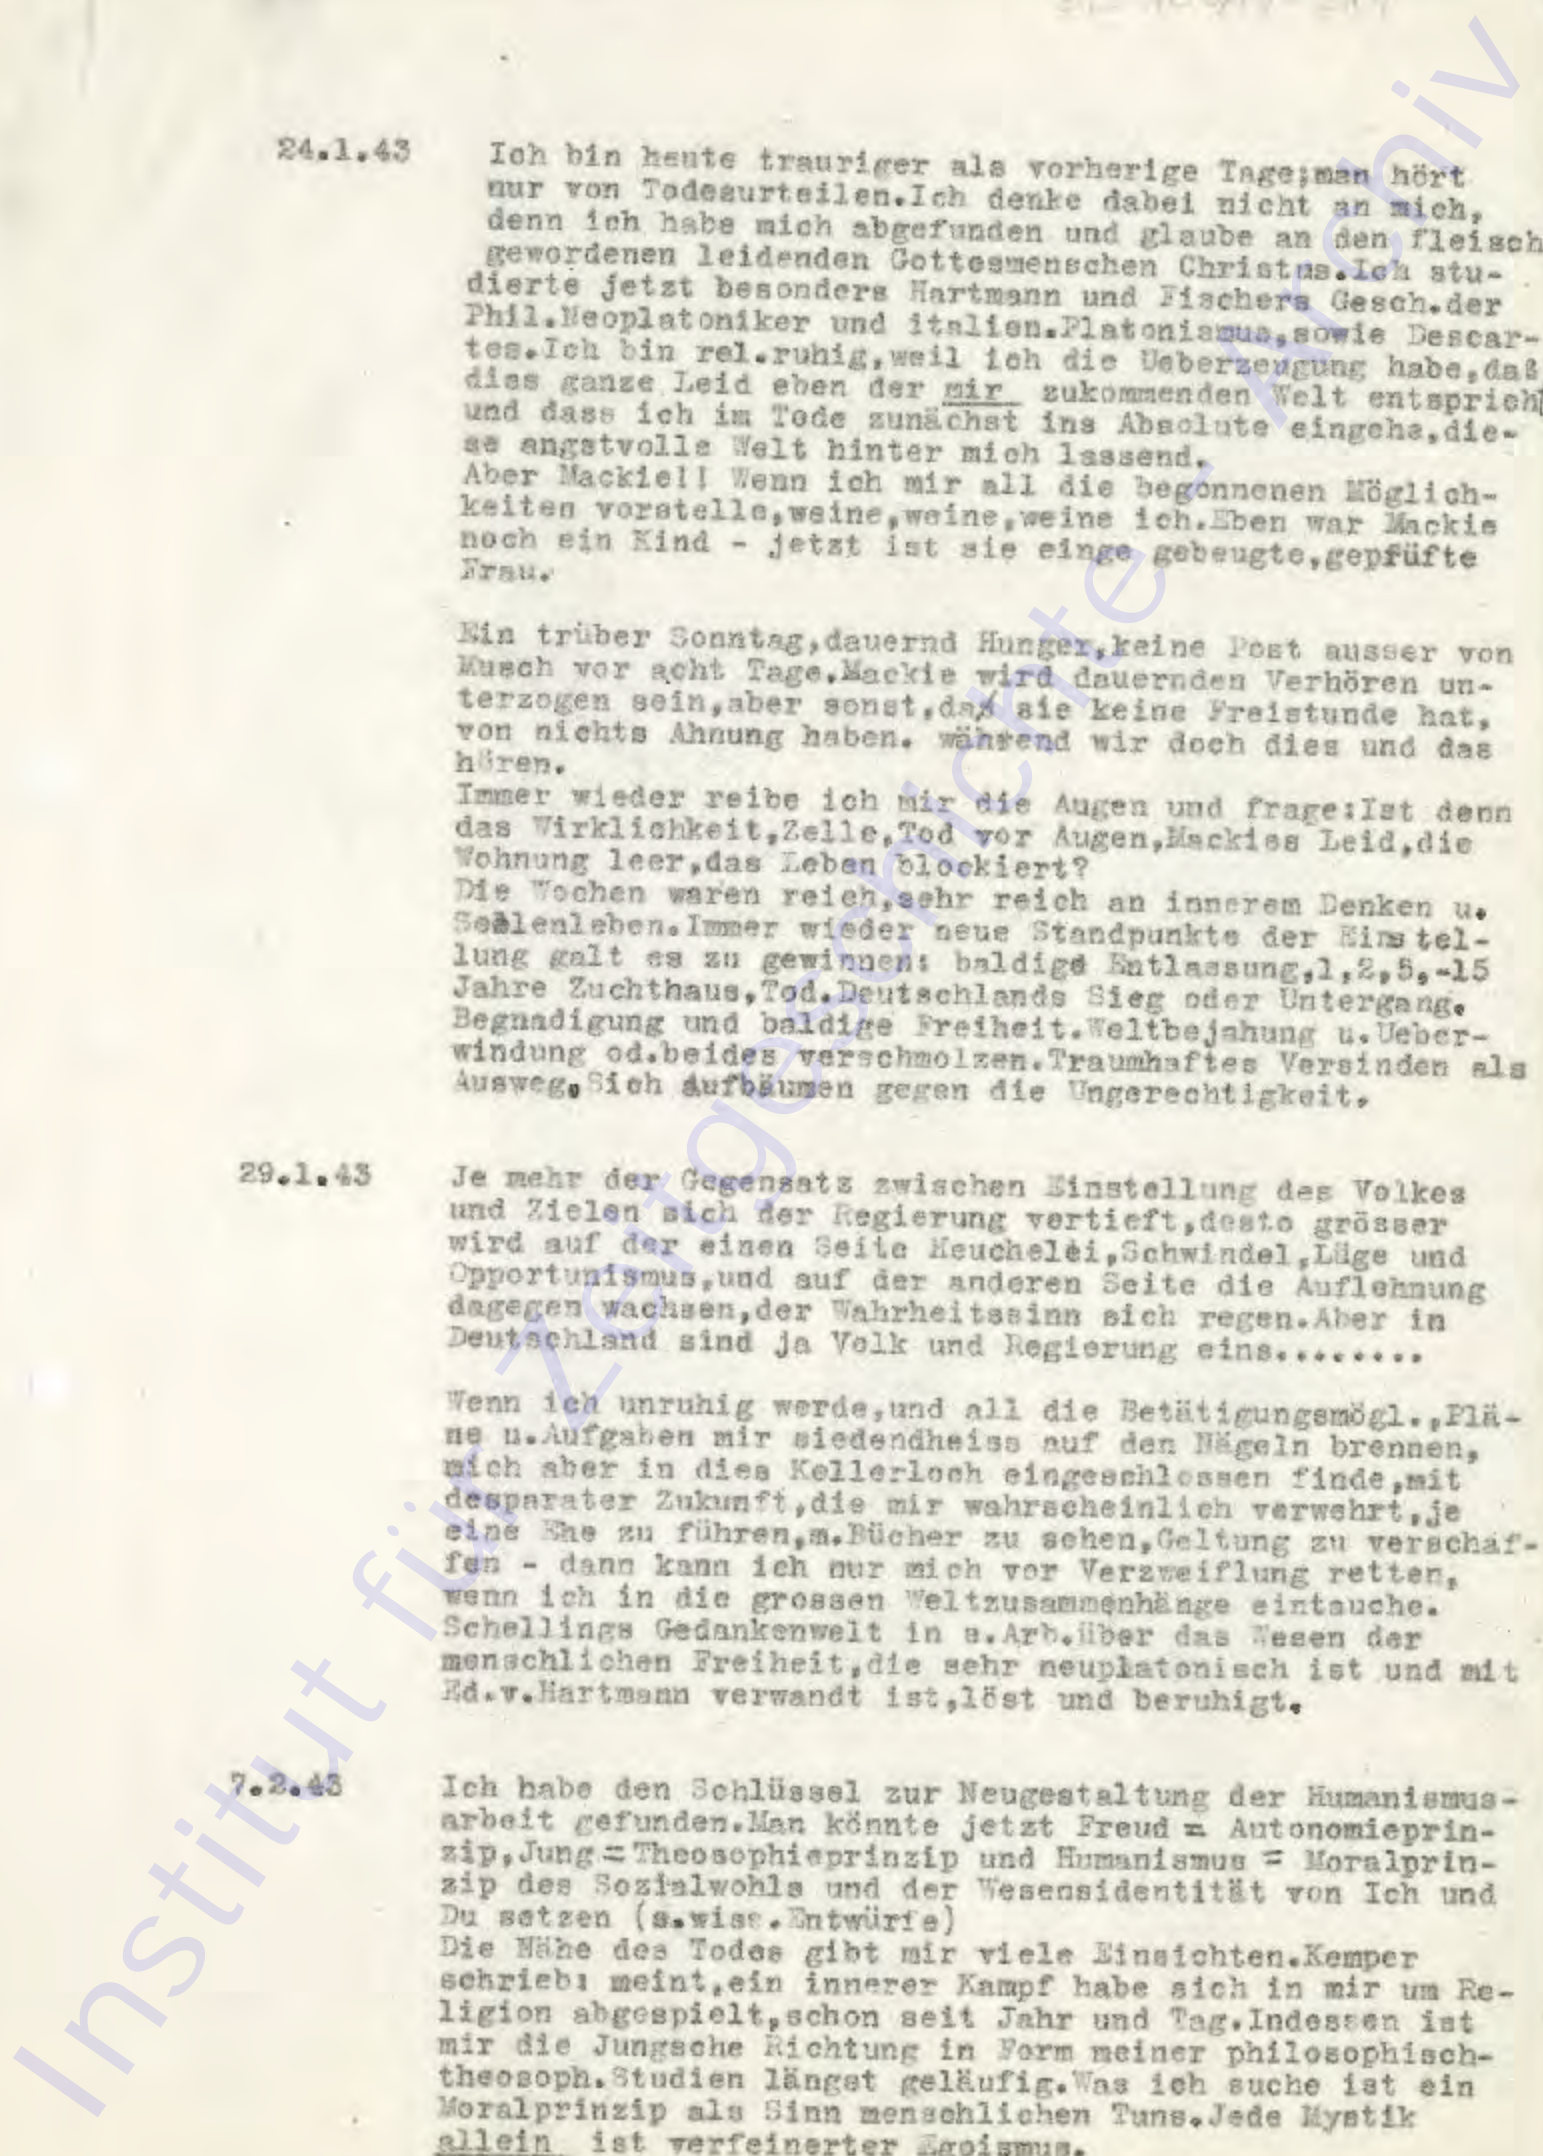 24.1.43 Ich bin heute trauriger als vorherige Tage;man hört
nur von Todesurteilen.Ich denke dabei nicht an mich,
denn ich habe mich abgefunden und glaube an den fleisch
gewordenen leidenden Gottesmenschen Christus.Ich stu-
dierte jetzt besonders Hartmann und Fischers Gesch.der
Phil.Neoplatoniker und italien.Platonismus,sowie Descar-
tes.Ich bin rel.ruhig,weil ich die Ueberzeugung habe,daß
dies ganze Leid eben der mir zukommenden Welt entspricht
und dass ich im Tode zunächst ins Absolute eingehe,die-
se angstvolle Welt hinter mich lassend.
Aber Mackie!! Wenn ich mir all die begonnenen Möglich-
keiten vorstelle,weine,weine,weine ich.Eben war Mackie
noch ein Kind - jetzt ist sie einge gebeugte,geprüfte
Frau.
Ein trüber Sonntag,dauernd Hunger,keine Post ausser von
Musch vor acht Tage.Mackie wird dauernden Verhören un-
terzogen sein,aber sonst,daß sie keine Freistunde hat,
von nichts Ahnung haben. während wir doch dies und das
hören.
Immer wieder reibe ich mir die Augen und frage:Ist denn
das Wirklichkeit,Zelle,Tod vor Augen,Mackies Leid,die
Wohnung leer,das Leben blockiert?
Die Wochen waren reich,sehr reich an innerem Denken u.
Seelenleben.Immer wieder neue Standpunkte der Einstel-
lung galt es zu gewinnen: baldige Entlassung,1,2,5,-15
Jahre Zuchthaus,Tod.Deutschlands Sieg oder Untergang.
Begnadigung und baldige Freiheit.Weltbejahung u.Ueber-
windung od.beides verschmolzen.Traumhaftes Versinden als
Ausweg.Sich Aufbäumen gegen die Ungerechtigkeit.
29.1.43 Je mehr der Gegensatz zwischen Einstellung des Volkes
und Zielen sich der Regierung vertieft,desto grösser
wird auf der einen Seite Heuchelei,Schwindel,Lüge und
Opportunismus,und auf der anderen Seite die Auflehnung
dagegen wachsen,der Wahrheitssinn sich regen.Aber in
Deutschland sind ja Volk und Regierung eins........
Wenn ich unruhig werde,und all die Betätigungsmögl.,Plä-
ne u.Aufgaben mir siedendheiss auf den Nägeln brennen,
mich aber in dies Kellerloch eingeschlossen finde,mit
desparater Zukunft,die mir wahrscheinlich verwehrt,je
eine Ehe zu führen,m.Bücher zu sehen,Geltung zu verschaf-
fen - dann kann ich nur mich vor Verzweiflung retten,
wenn ich in die grossen Weltzusammenhänge eintauche.
Schellings Gedankenwelt in s.Arb.über das Wesen der
menschlichen Freiheit,die sehr neuplatonisch ist und mit
Ed.v.Hartmann verwandt ist,löst und beruhigt.
7.2.43 Ich habe den Schlüssel zur Neugestaltung der Humanismus-
arbeit gefunden.Man könnte jetzt Freud = Autonomieprin-
zip,Jung = Theosophieprinzip und Humanismus = Moralprin-
zip des Sozialwohls und der Wesensidentität von Ich und
Du setzen (s.wiss.Entwürfe)
Die Nähe des Todes gibt mir viele Einsichten.Kemper
schrieb: meint,ein innerer Kampf habe sich in mir um Re-
ligion abgespielt,schon seit Jahr und Tag.Indessen ist
mir die Jungsche Richtung in Form meiner philosophisch-
theosoph.Studien längst geläufig.Was ich suche ist ein
Moralprinzip als Sinn menschlichen Tuns.Jede Mystik
allein ist verfeinerter Egoismus.
Institut für Zeitgeschichte - Archiv